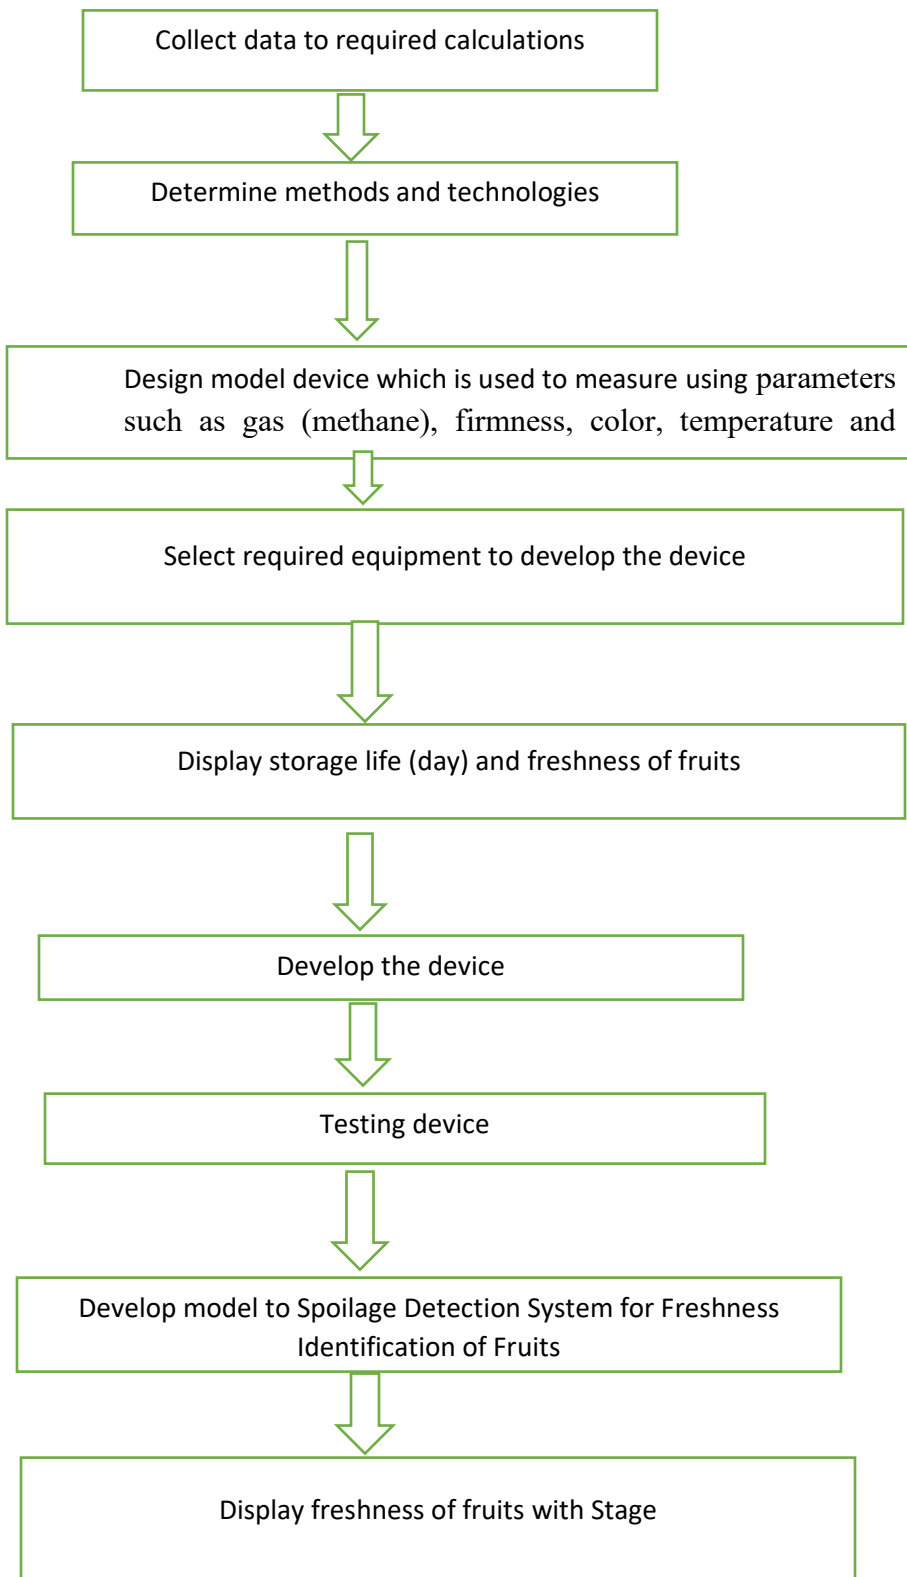 Collect data to required calculations
Determine methods and technologies
Design model device which is used to measure using parameters
such as gas (methane), firmness, color, temperature and
Select required equipment to develop the device
Display storage life (day) and freshness of fruits
Develop the device
Testing device
Develop model to Spoilage Detection System for Freshness
Identification of Fruits
Display freshness of fruits with Stage